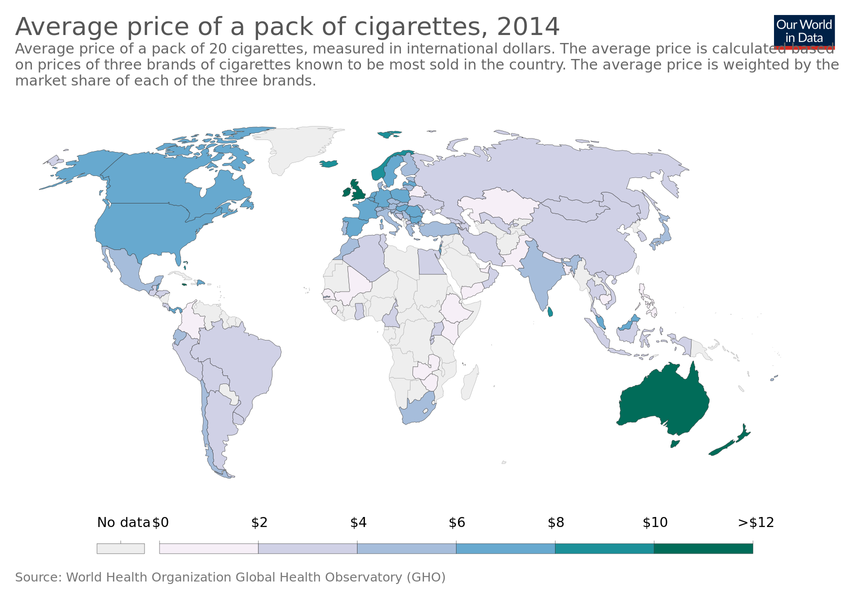 Average price of a pack of cigarettes, 2014
Our World
in Data
Average price of a pack of 20 cigarettes, measured in international dollars. The average price is calculated based
on prices of three brands of cigarettes known to be most sold in the country. The average price is weighted by the
market share of each of the three brands.
No data $0 $2 $4 $6 $8 $10 >$12
Source: World Health Organization Global Health Observatory (GHO)